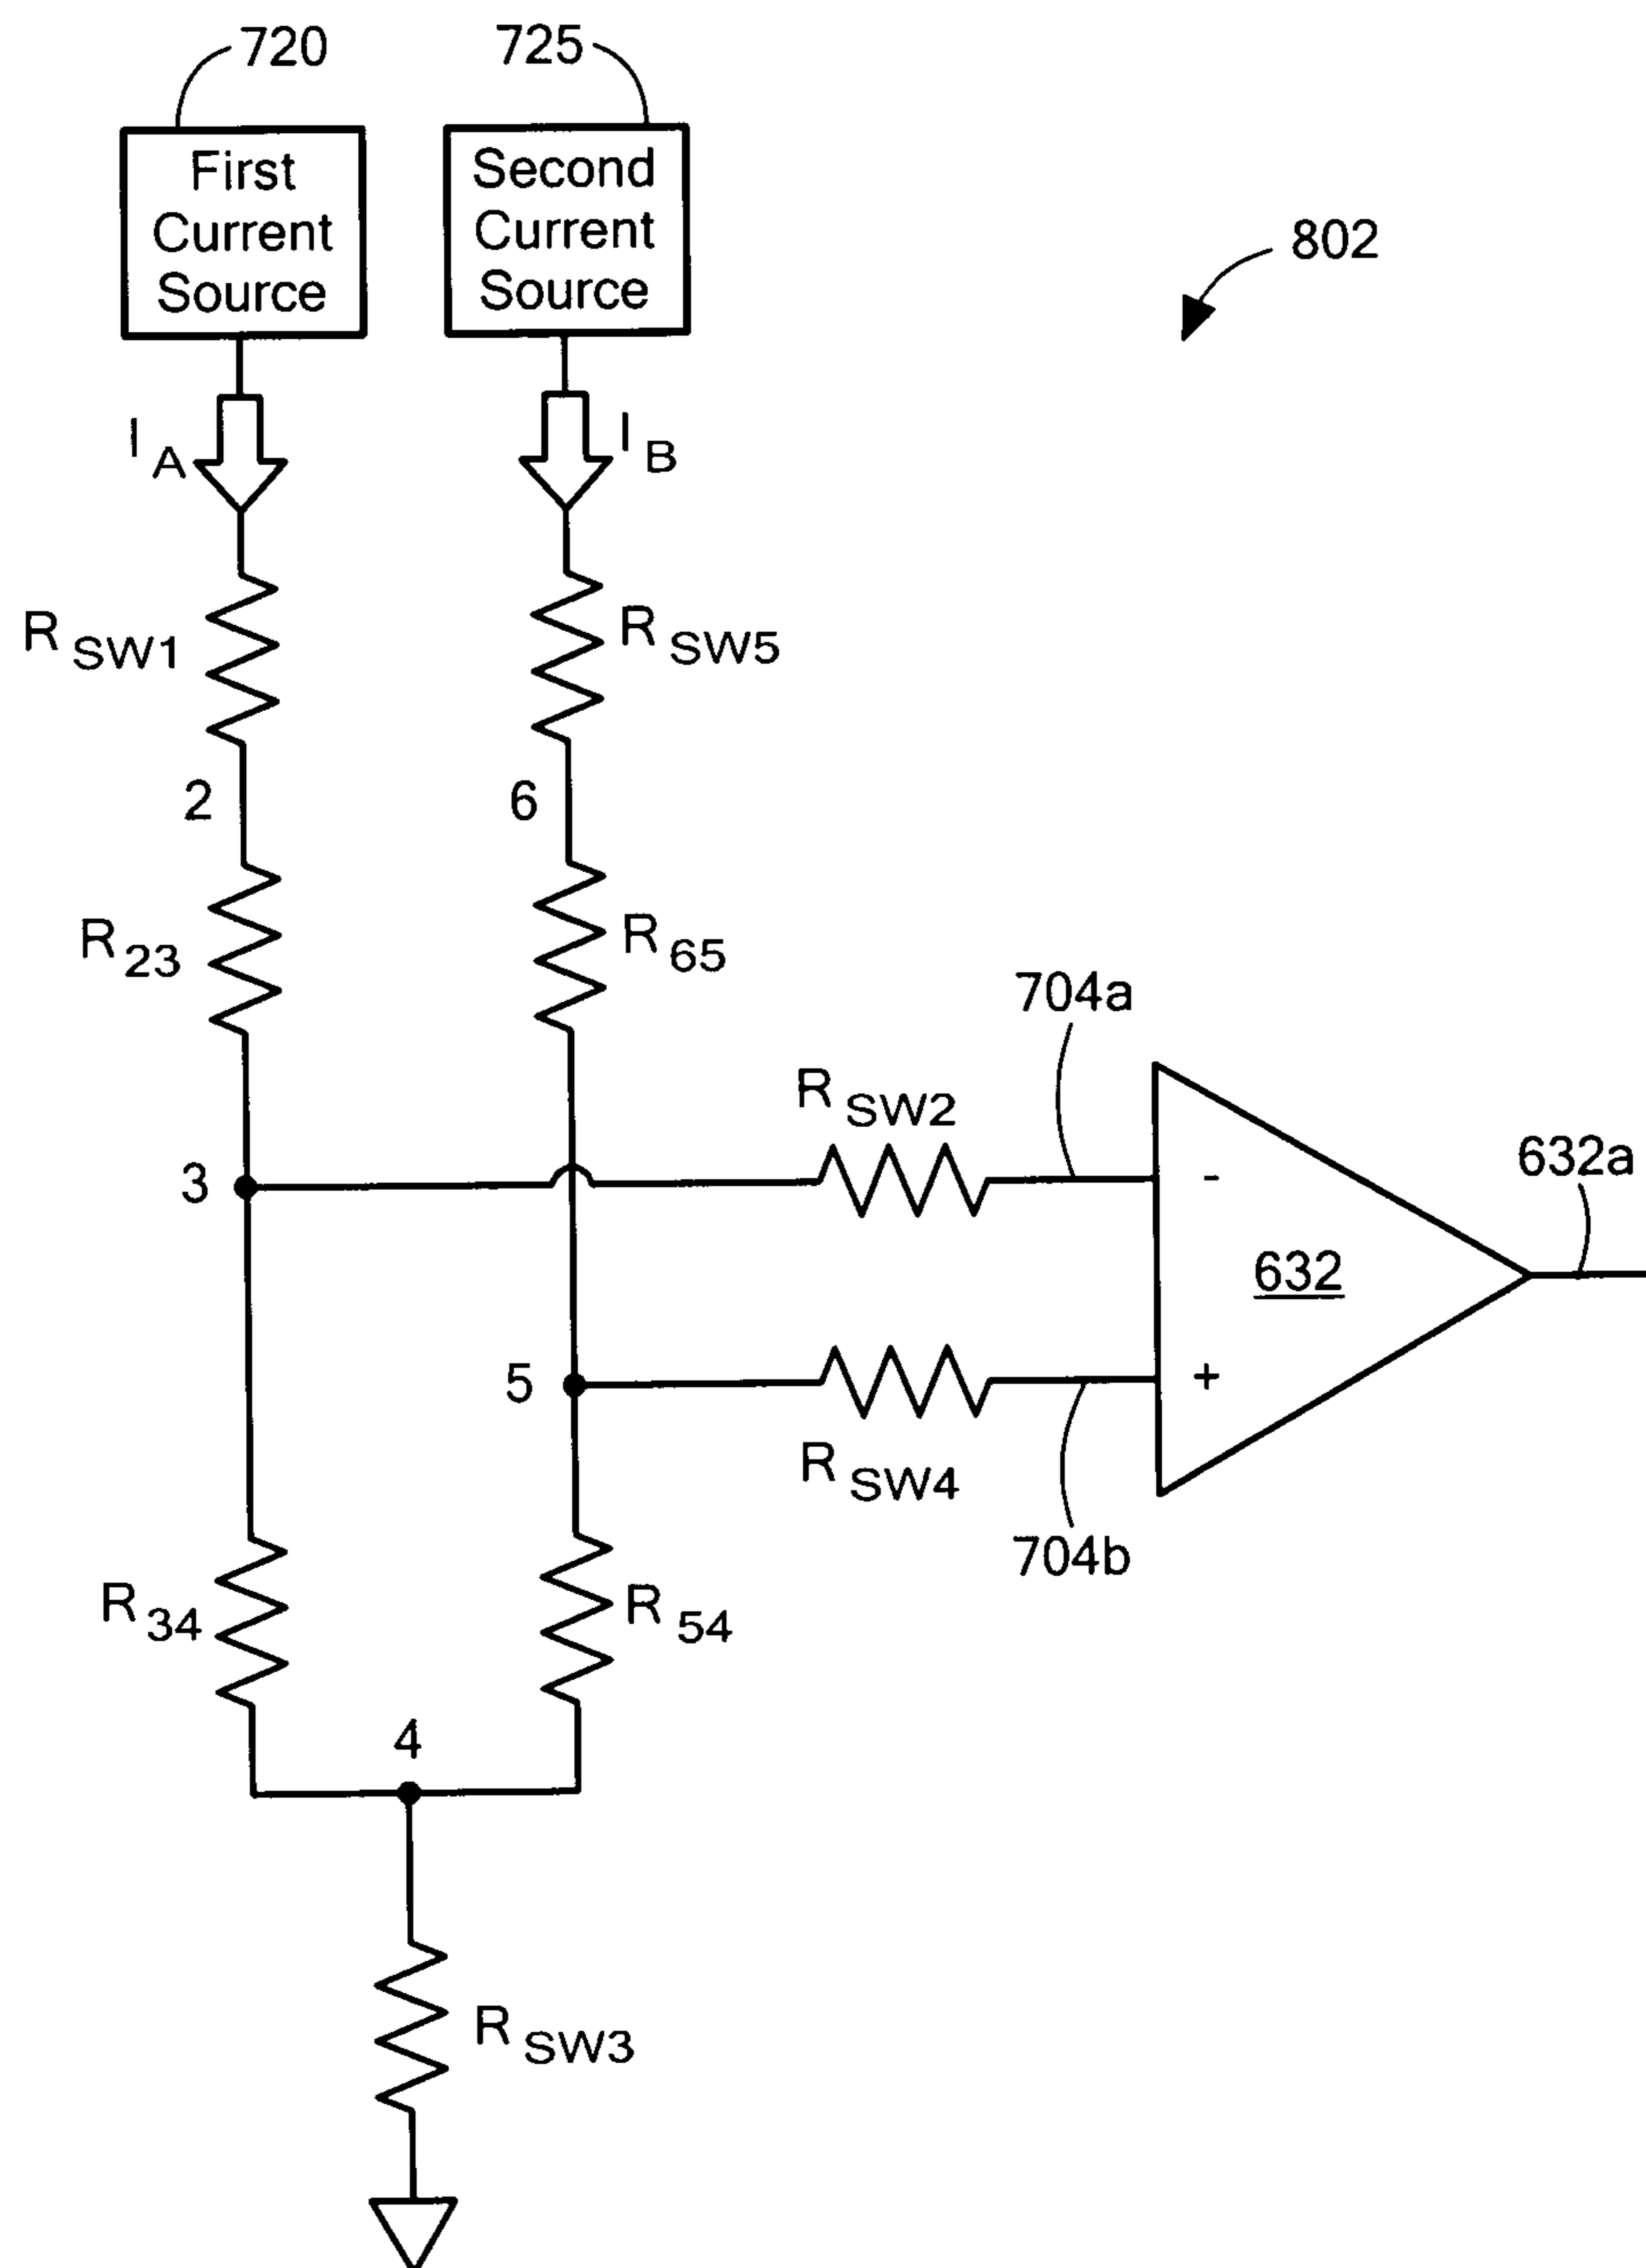 720
725
First
Current
Source
Second
Current
Source
802
I A
I B
R SW1
R SW5
2
6
R 23
R 65
704a
R SW2
632a
3
-
632
5
+
R SW4
704b
R 34
R 54
4
R SW3